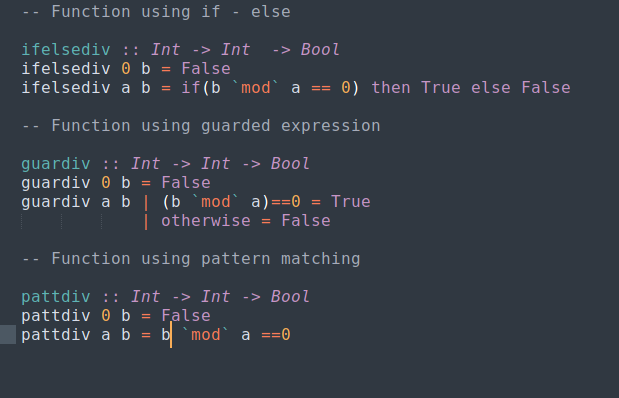 -- Function using if - else
ifelsediv :: Int -> Int  -> Bool
ifelsediv 0 b = False
ifelsediv a b = if(b `mod` a == 0) then True else False
-- Function using guarded expression
guardiv :: Int -> Int -> Bool
guardiv 0 b = False
guardiv a b | (b `mod` a)==0 = True
            | otherwise = False
-- Function using pattern matching
pattdiv :: Int -> Int -> Bool
pattdiv 0 b = False
pattdiv a b = b `mod` a ==0